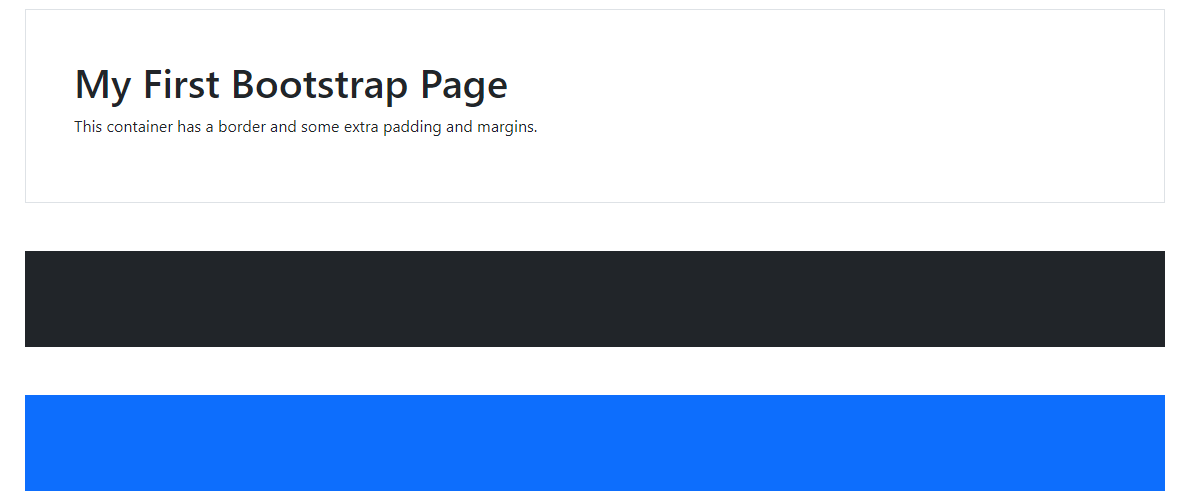 My First Bootstrap Page
This container has a border and some extra padding and margins.